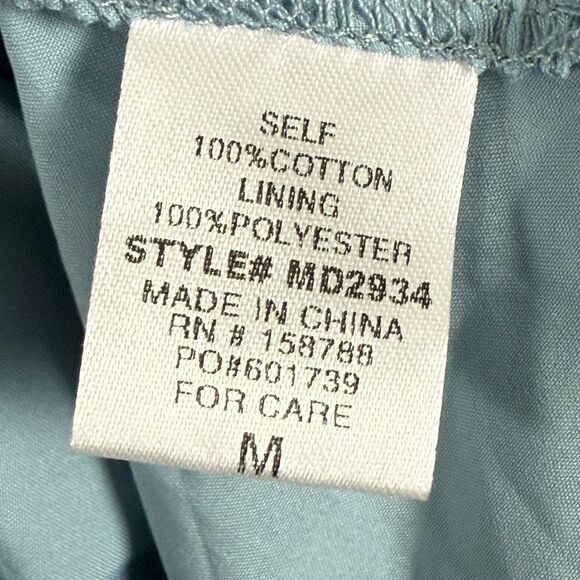 SELF
100%COTTON
LINING
100%POLYESTER
STYLE# MD2934
MADE IN CHINA
RN # 158788
PO#601739
FOR CARE
M